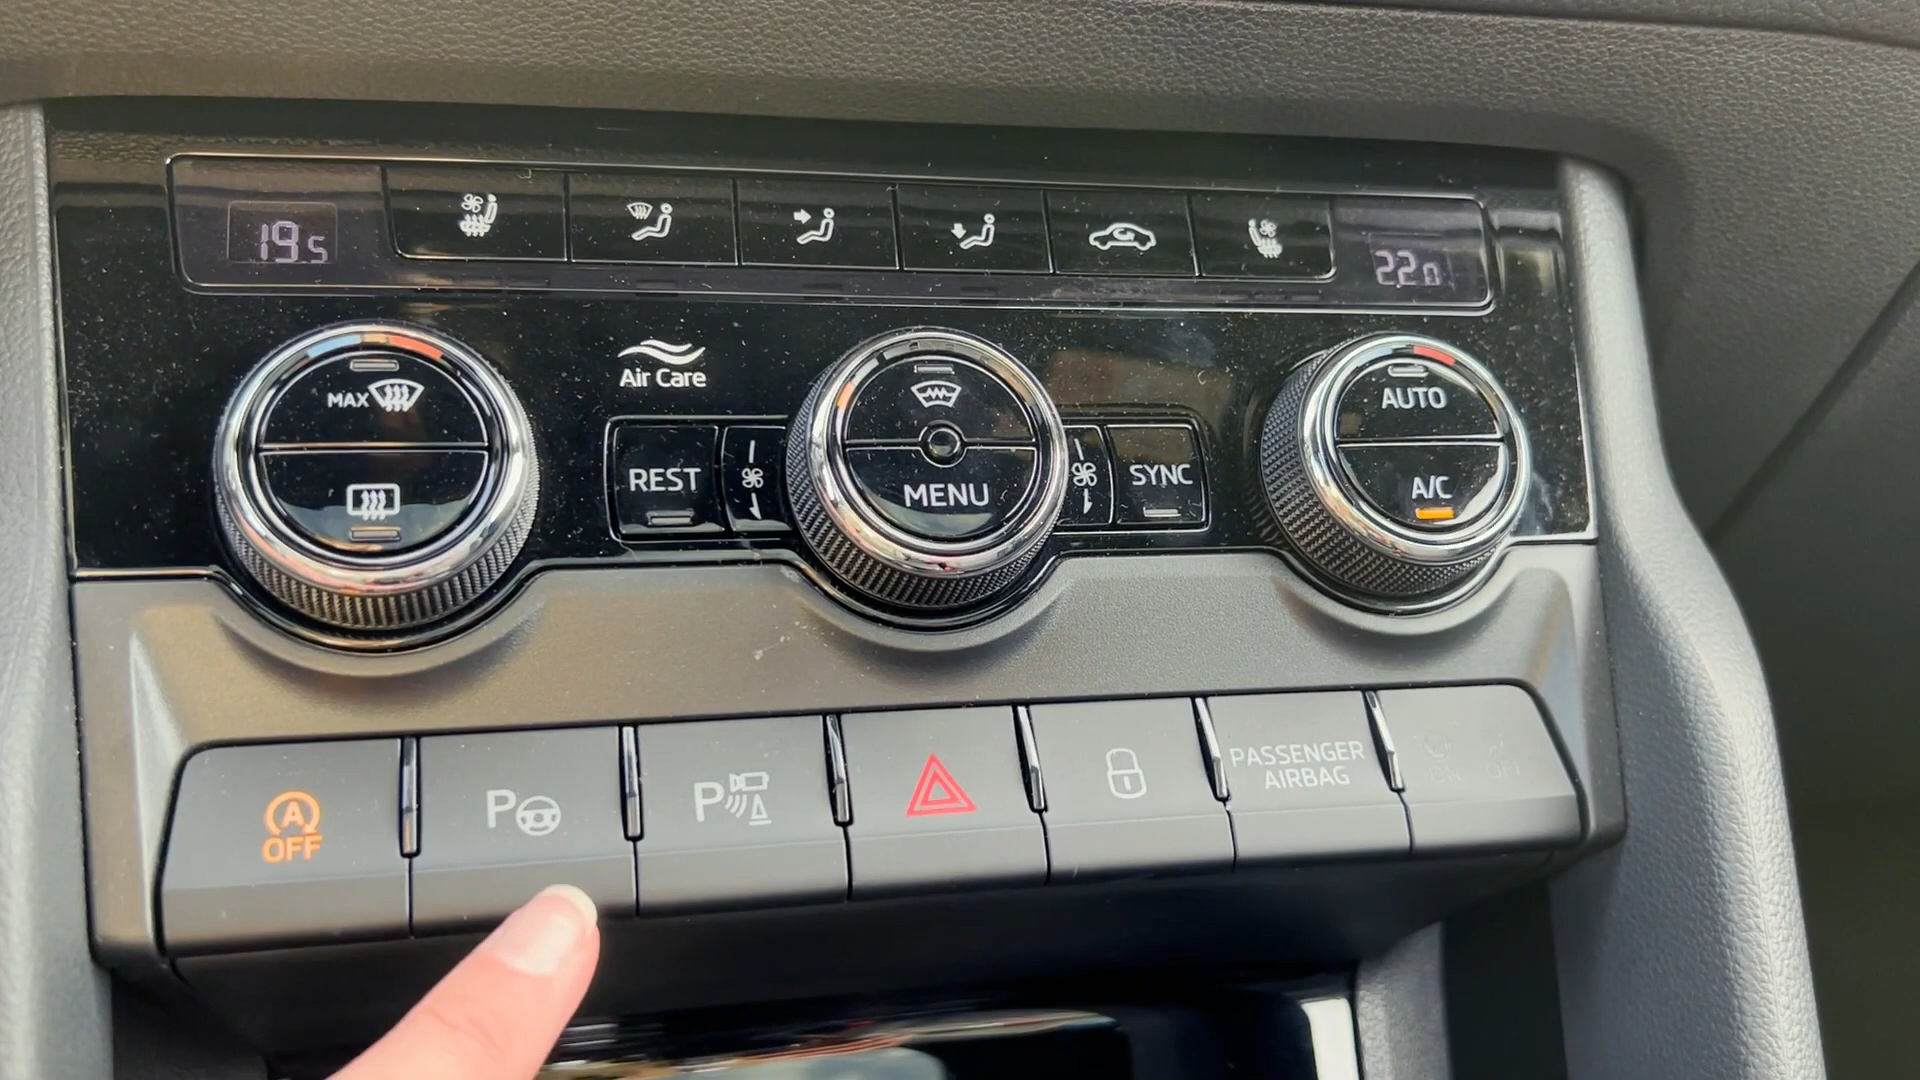 19.5
22.0
MAX
Air Care
AUTO
REST
MENU
SYNC
A/C
A
OFF
P
P
PASSENGER
AIRBAG